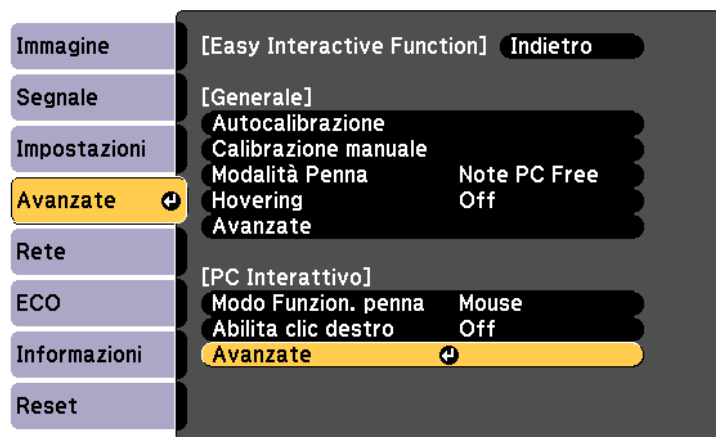 Immagine
Segnale
Impostazioni
Avanzate
Rete
ECO
Informazioni
Reset
[Easy Interactive Function] Indietro
[Generale]
Autocalibrazione
Calibrazione manuale
Modalità Penna Note PC Free
Hovering Off
Avanzate
[PC Interattivo]
Modo Funzion. penna Mouse
Abilita clic destro Off
Avanzate